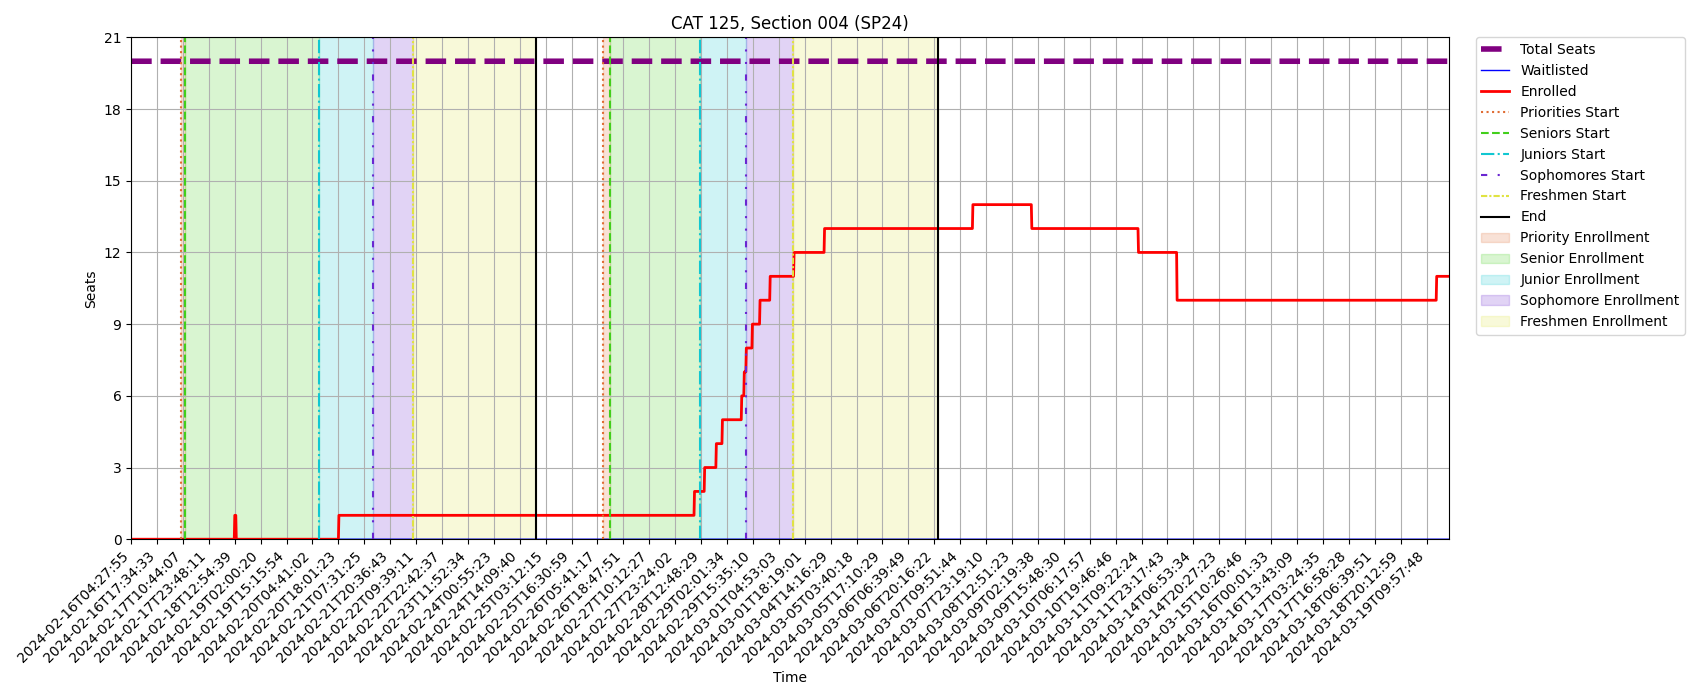 CAT 125, Section 004 (SP24)
21
18
15
12
9
6
3
0
Seats
2024-02-16T04:27:55
2024-02-16T17:34:33
2024-02-17T10:44:07
2024-02-17T23:48:11
2024-02-18T12:54:39
2024-02-19T02:00:20
2024-02-19T15:15:54
2024-02-20T04:41:02
2024-02-20T18:01:23
2024-02-21T07:31:25
2024-02-21T20:36:43
2024-02-22T09:39:11
2024-02-22T22:42:37
2024-02-23T11:52:34
2024-02-24T00:55:23
2024-02-24T14:09:40
2024-02-25T03:12:15
2024-02-25T16:30:59
2024-02-26T05:41:17
2024-02-26T18:47:51
2024-02-27T10:12:27
2024-02-27T23:24:02
2024-02-28T12:48:29
2024-02-29T02:01:34
2024-02-29T15:35:10
2024-03-01T04:53:03
2024-03-01T18:19:01
2024-03-04T14:16:29
2024-03-05T03:40:18
2024-03-05T17:10:29
2024-03-06T06:39:49
2024-03-06T20:16:22
2024-03-07T09:51:44
2024-03-07T23:19:10
2024-03-08T12:51:23
2024-03-09T02:19:38
2024-03-09T15:48:30
2024-03-10T06:17:57
2024-03-10T19:46:46
2024-03-11T09:22:24
2024-03-11T23:17:43
2024-03-14T06:53:34
2024-03-14T20:27:23
2024-03-15T10:26:46
2024-03-16T00:01:33
2024-03-16T13:43:09
2024-03-17T03:24:35
2024-03-17T16:58:28
2024-03-18T06:39:51
2024-03-18T20:12:59
2024-03-19T09:57:48
Time
Total Seats
Waitlisted
Enrolled
Priorities Start
Seniors Start
Juniors Start
Sophomores Start
Freshmen Start
End
Priority Enrollment
Senior Enrollment
Junior Enrollment
Sophomore Enrollment
Freshmen Enrollment